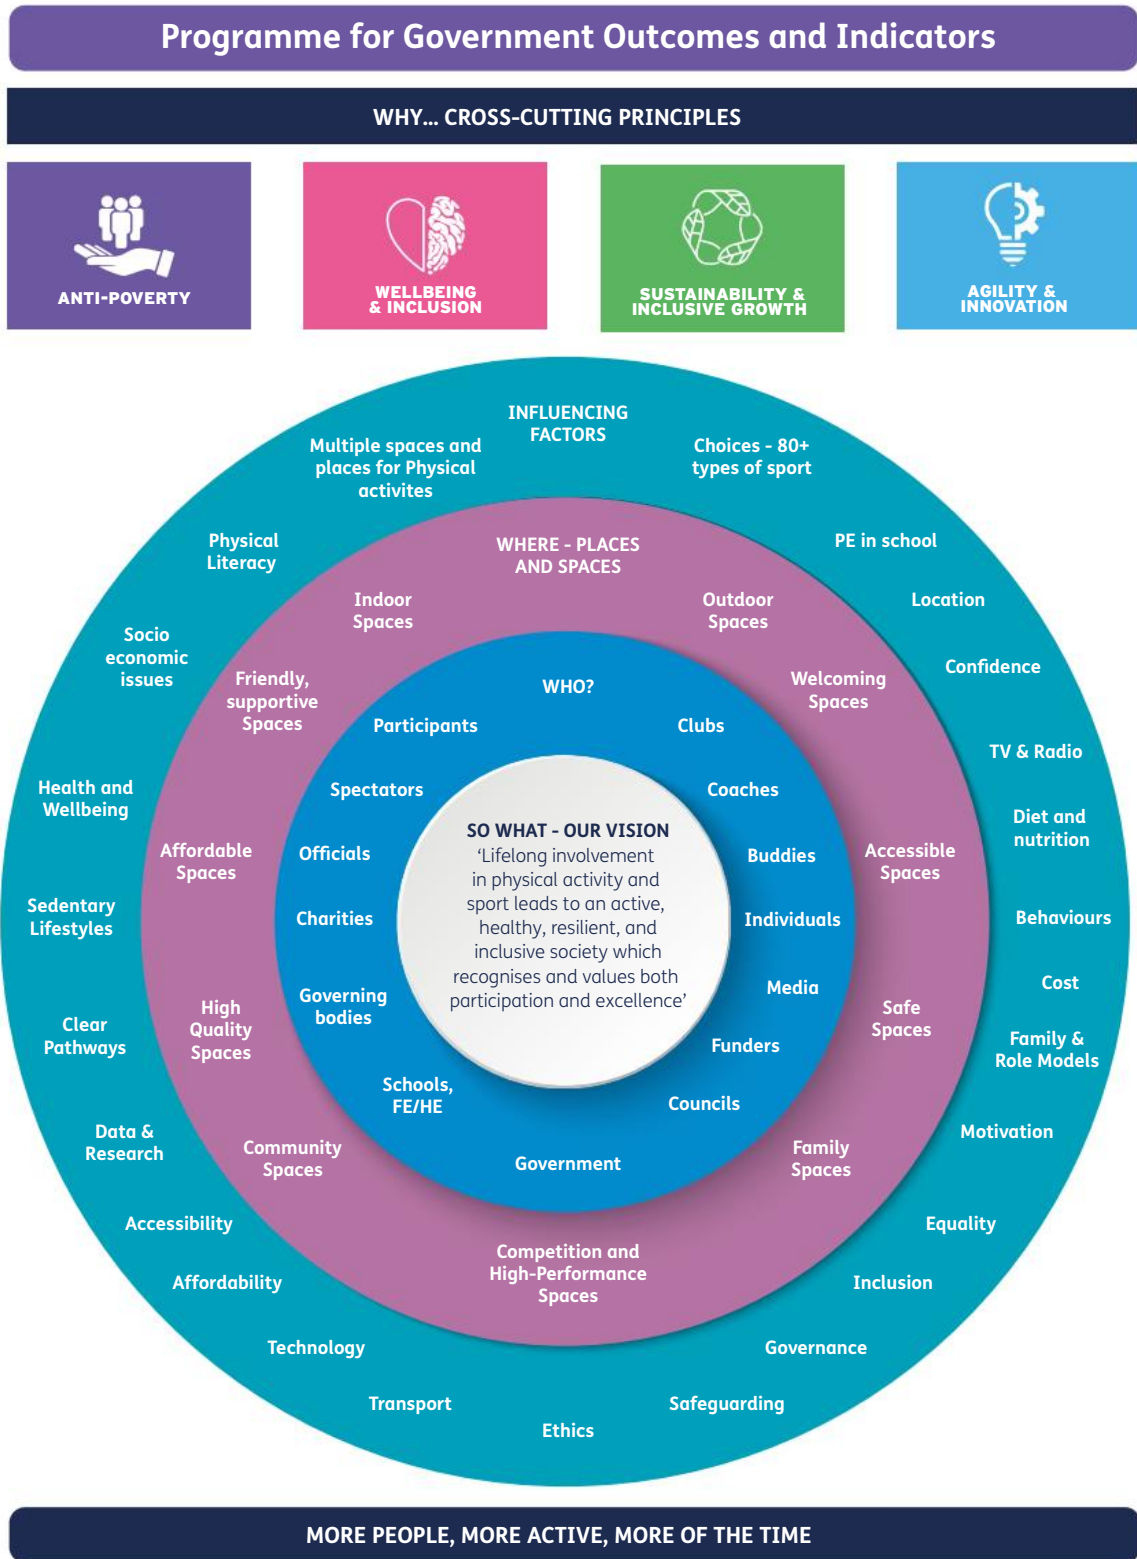 Programme for Government Outcomes and Indicators
WHY... CROSS-CUTTING PRINCIPLES
ANTI-POVERTY
WELLBEING
& INCLUSION
SUSTAINABILITY &
INCLUSIVE GROWTH
AGILITY &
INNOVATION
INFLUENCING
FACTORS
Choices - 80+
types of sport
PE in school
Location
Confidence
TV & Radio
Diet and
nutrition
Behaviours
Cost
Family &
Role Models
Motivation
Equality
Inclusion
Governance
Safeguarding
Ethics
Transport
Technology
Affordability
Accessibility
Data &
Research
Clear
Pathways
Sedentary
Lifestyles
Health and
Wellbeing
Socio
economic
issues
Physical
Literacy
Multiple spaces and
places for Physical
activites
WHERE - PLACES
AND SPACES
Outdoor
Spaces
Welcoming
Spaces
Accessible
Spaces
Safe
Spaces
Family
Spaces
Competition and
High-Performance
Spaces
Community
Spaces
High
Quality
Spaces
Affordable
Spaces
Friendly,
supportive
Spaces
Indoor
Spaces
WHO?
Clubs
Coaches
Buddies
Individuals
Media
Funders
Councils
Government
Schools,
FE/HE
Governing
bodies
Charities
Officials
Spectators
Participants
SO WHAT - OUR VISION
‘Lifelong involvement
in physical activity and
sport leads to an active,
healthy, resilient, and
inclusive society which
recognises and values both
participation and excellence’
MORE PEOPLE, MORE ACTIVE, MORE OF THE TIME